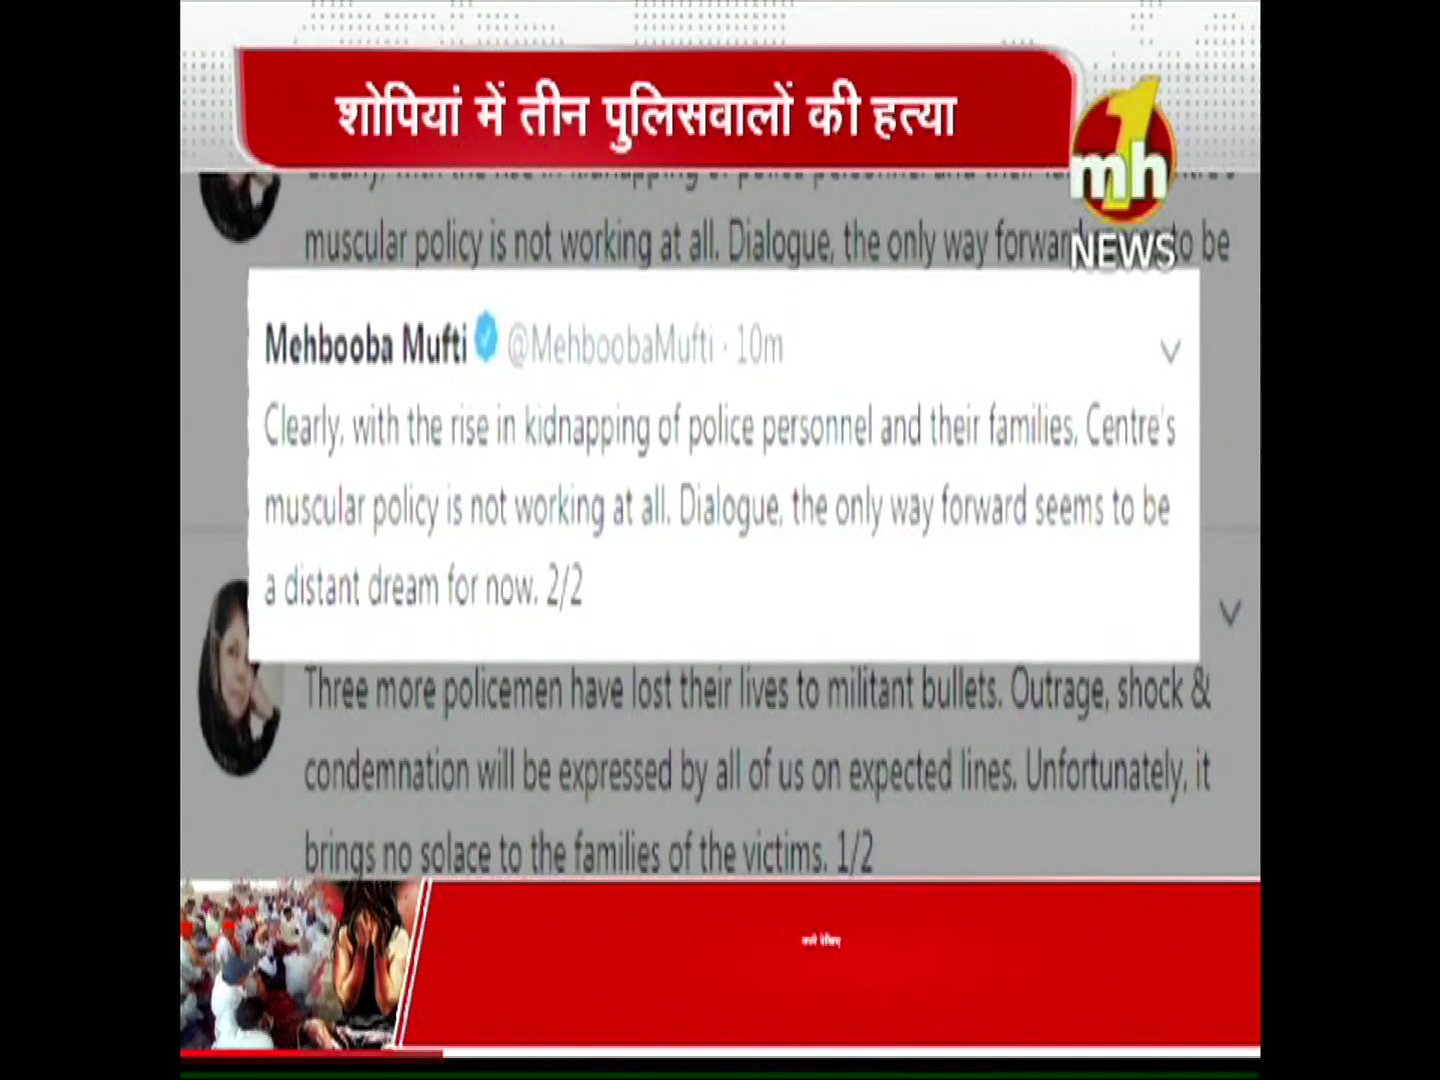 शोपियां में तीन पुलिसवालों की हत्या
mh1
NEWS
muscular policy is not working at all. Dialogue, the only way forward to be
Mehbooba Mufti @MehboobaMufti · 10m
Clearly, with the rise in kidnapping of police personnel and their families, Centre's
muscular policy is not working at all. Dialogue, the only way forward seems to be
a distant dream for now. 2/2
Three more policemen have lost their lives to militant bullets. Outrage, shock &
condemnation will be expressed by all of us on expected lines. Unfortunately, it
brings no solace to the families of the victims. 1/2